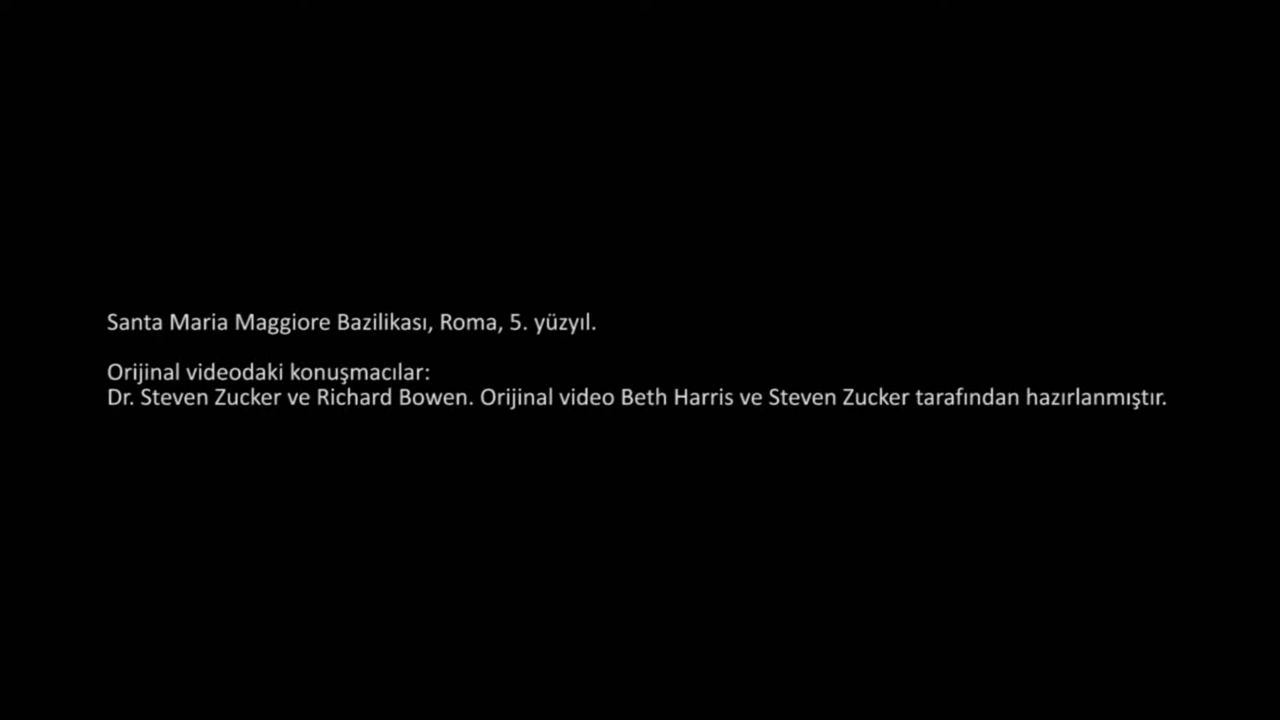 Santa Maria Maggiore Bazilikası, Roma, 5. yüzyıl.
Orijinal videodaki konuşmacılar:
Dr. Steven Zucker ve Richard Bowen. Orijinal video Beth Harris ve Steven Zucker tarafından hazırlanmıştır.